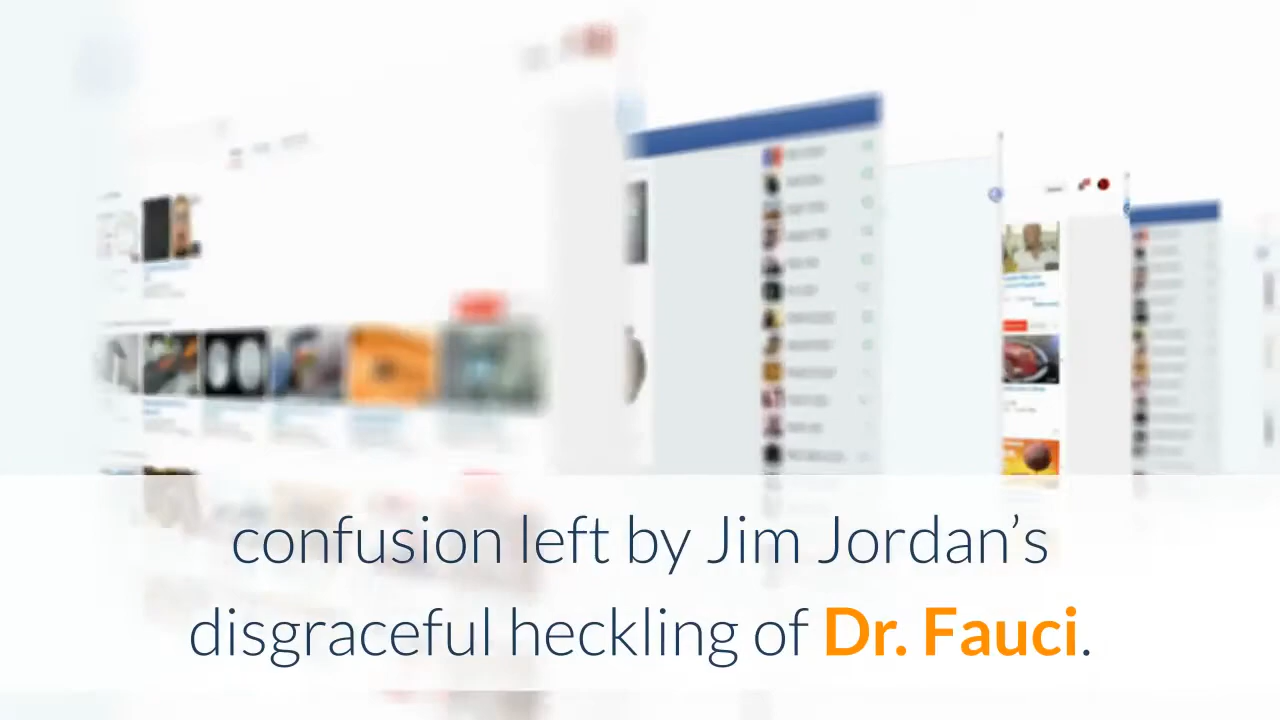 confusion left by Jim Jordan’s
disgraceful heckling of Dr. Fauci.